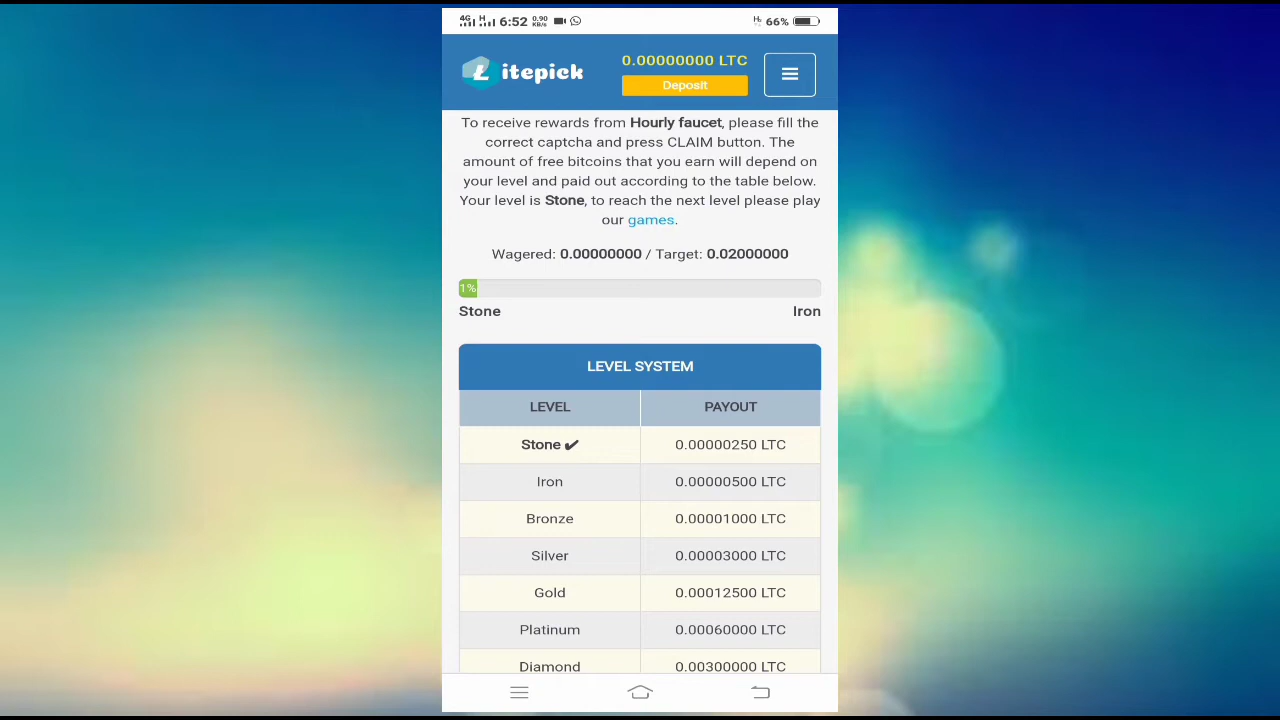 4G H 6:52 0.90 KB/s 66%
Litepick
0.00000000 LTC
Deposit
To receive rewards from Hourly faucet, please fill the
correct captcha and press CLAIM button. The
amount of free bitcoins that you earn will depend on
your level and paid out according to the table below.
Your level is Stone, to reach the next level please play
our games.
Wagered: 0.00000000 / Target: 0.02000000
1%
Stone Iron
LEVEL SYSTEM
LEVEL PAYOUT
Stone ✔ 0.00000250 LTC
Iron 0.00000500 LTC
Bronze 0.00001000 LTC
Silver 0.00003000 LTC
Gold 0.00012500 LTC
Platinum 0.00060000 LTC
Diamond 0.00300000 LTC